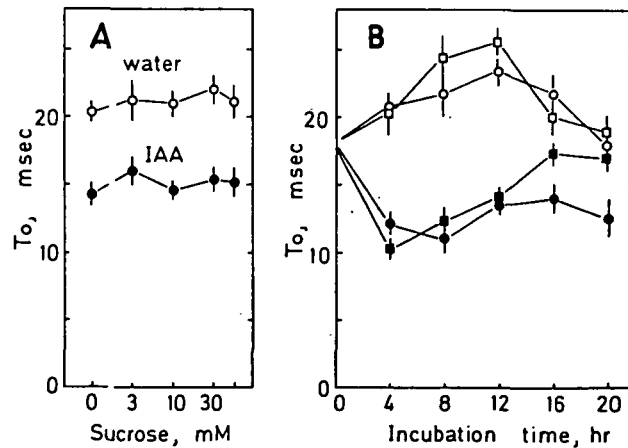 A
water
IAA
20
10
0
To, msec
0 3 10 30
Sucrose, mM
B
20
10
0
To, msec
0 4 8 12 16 20
Incubation time, hr